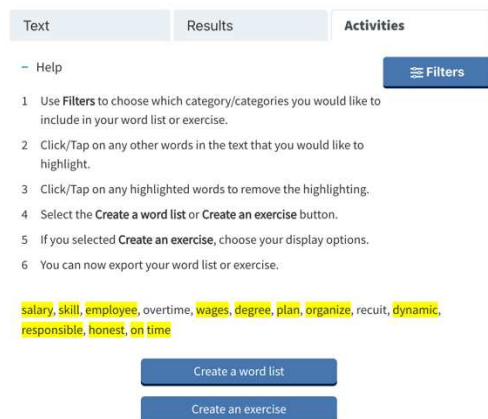 Text Results Activities
− Help
Filters
1 Use Filters to choose which category/categories you would like to
include in your word list or exercise.
2 Click/Tap on any other words in the text that you would like to
highlight.
3 Click/Tap on any highlighted words to remove the highlighting.
4 Select the Create a word list or Create an exercise button.
5 If you selected Create an exercise, choose your display options.
6 You can now export your word list or exercise.
salary, skill, employee, overtime, wages, degree, plan, organize, recuit, dynamic,
responsible, honest, on time
Create a word list
Create an exercise